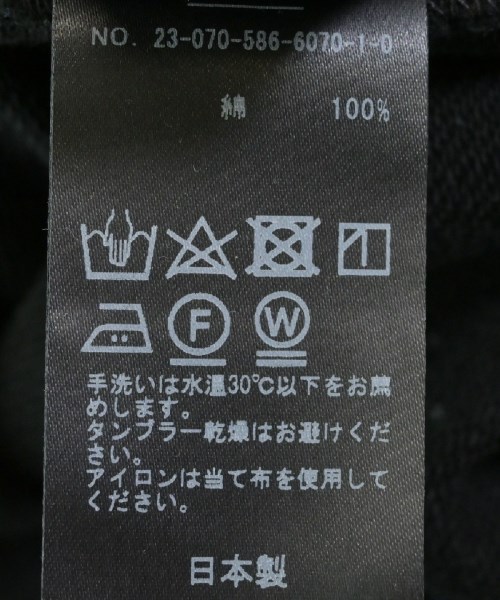 NO. 23-070-586-6070-1-0
綿 100%
F W
手洗いは水温30℃以下をお薦
めします。
タンブラー乾燥はお避けくだ
さい。
アイロンは当て布を使用して
ください。
日本製